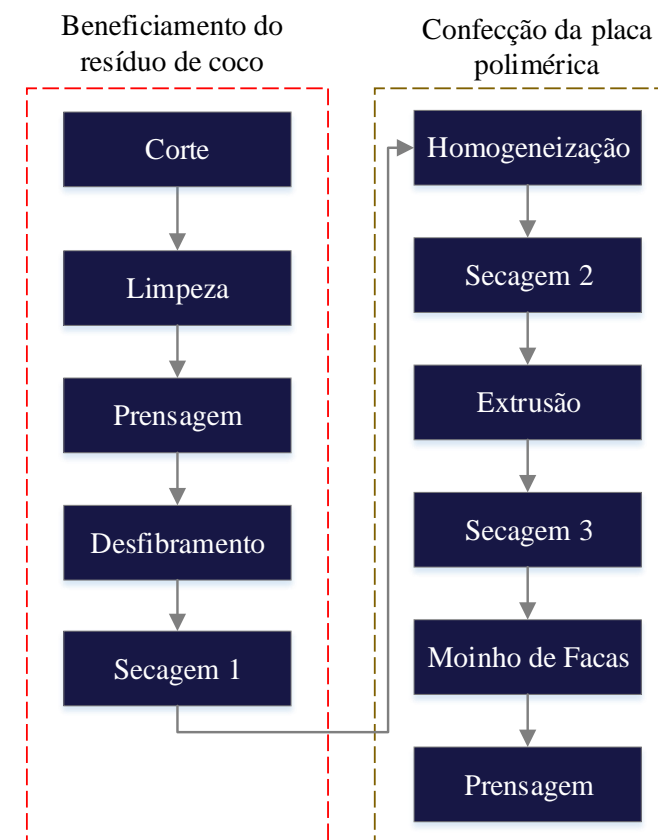 Beneficiamento do
resíduo de coco
Corte
Limpeza
Prensagem
Desfibramento
Secagem 1
Confecção da placa
polimérica
Homogeneização
Secagem 2
Extrusão
Secagem 3
Moinho de Facas
Prensagem